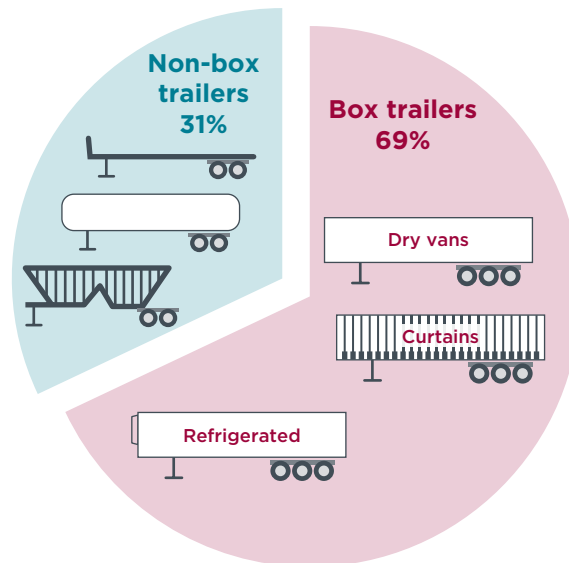 Non-box
trailers
31%
Box trailers
69%
Dry vans
Curtains
Refrigerated